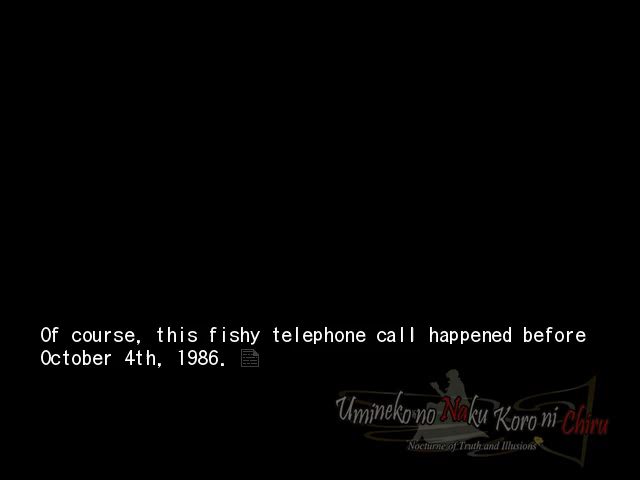 Of course, this fishy telephone call happened before
October 4th, 1986.
Umineko no Naku Koro ni Chiru
Nocturne of Truth and Illusions